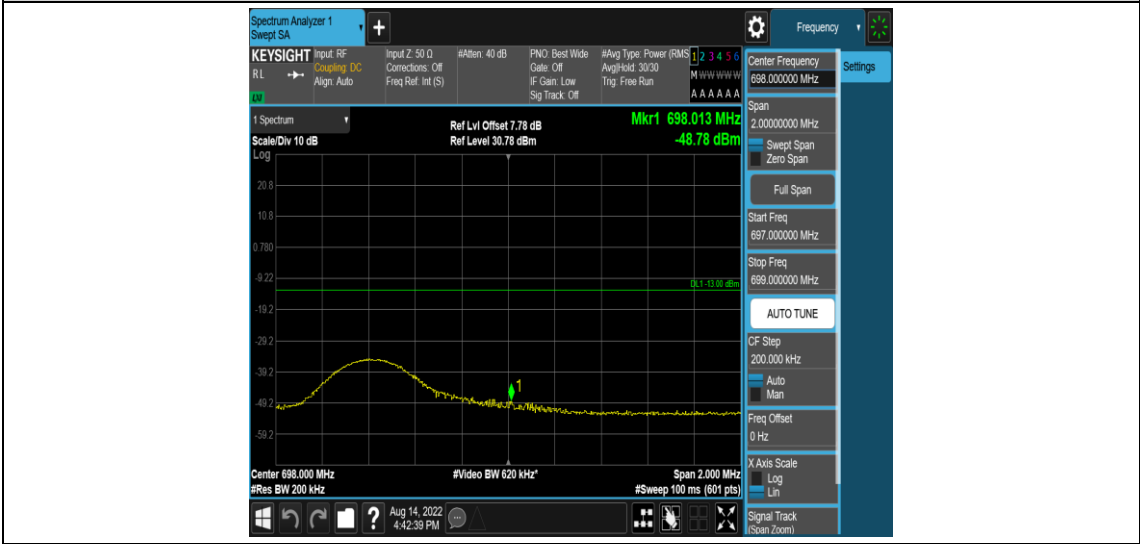 Spectrum Analyzer 1
Swept SA
+
Frequency
KEYSIGHT
RL
LM
Input: RF
Coupling: DC
Align: Auto
Input Z: 50 Ω
Corrections: Off
Freq Ref: Int (S)
#Atten: 40 dB
PNO: Best Wide
Gate: Off
IF Gain: Low
Sig Track: Off
#Avg Type: Power (RMS
Avg|Hold: 30/30
Trig: Free Run
1 2 3 4 5 6
M W W W W W
A A A A A A
1 Spectrum
Scale/Div 10 dB
Log
Ref Lvl Offset 7.78 dB
Ref Level 30.78 dBm
Mkr1 698.013 MHz
-48.78 dBm
20.8
10.8
0.780
-9.22
DL1 -13.00 dBm
-19.2
-29.2
-39.2
1
-49.2
-59.2
Center 698.000 MHz
#Res BW 200 kHz
#Video BW 620 kHz*
Span 2.000 MHz
#Sweep 100 ms (601 pts)
?
Aug 14, 2022
4:42:39 PM
Center Frequency
698.000000 MHz
Span
2.00000000 MHz
Swept Span
Zero Span
Full Span
Start Freq
697.000000 MHz
Stop Freq
699.000000 MHz
AUTO TUNE
CF Step
200.000 kHz
Auto
Man
Freq Offset
0 Hz
X Axis Scale
Log
Lin
Signal Track
(Span Zoom)
Settings